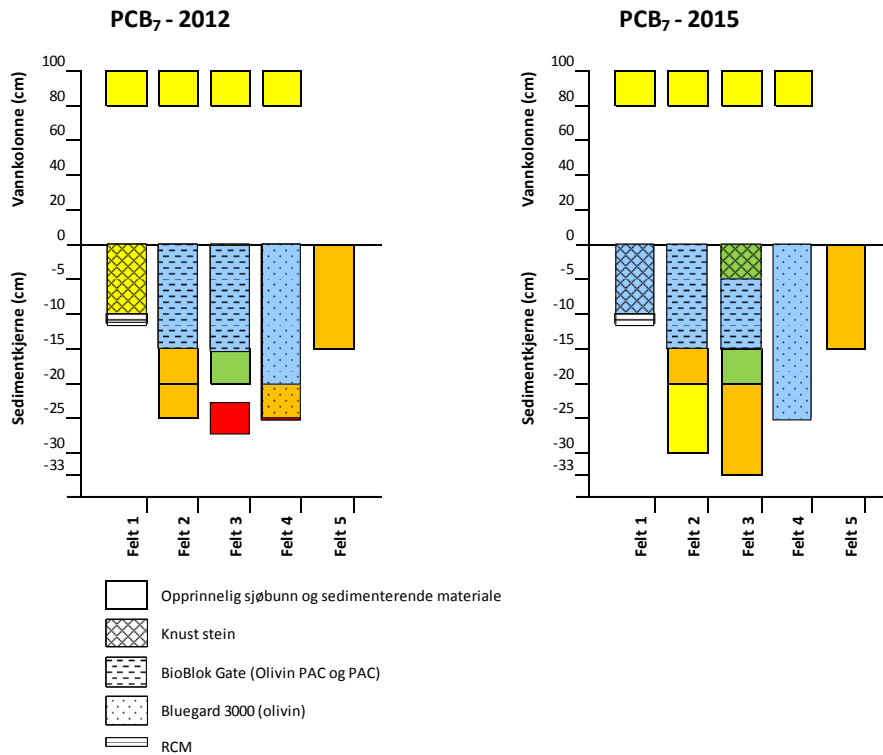 PCB₇ - 2012
Vannkolonne (cm)
100
80
60
40
20
0
Sedimentkjerne (cm)
-5
-10
-15
-20
-25
-30
-33
Felt 1
Felt 2
Felt 3
Felt 4
Felt 5
PCB₇ - 2015
Vannkolonne (cm)
100
80
60
40
20
0
Sedimentkjerne (cm)
-5
-10
-15
-20
-25
-30
-33
Felt 1
Felt 2
Felt 3
Felt 4
Felt 5
Opprinnelig sjøbunn og sedimenterende materiale
Knust stein
BioBlok Gate (Olivin PAC og PAC)
Bluegard 3000 (olivin)
RCM